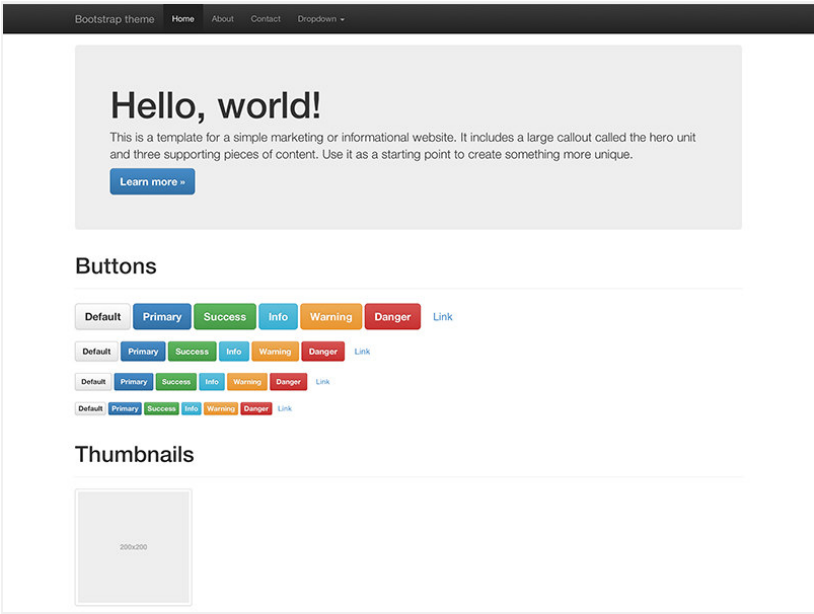 Bootstrap theme Home About Contact Dropdown
Hello, world!
This is a template for a simple marketing or informational website. It includes a large callout called the hero unit
and three supporting pieces of content. Use it as a starting point to create something more unique.
Learn more »
Buttons
Default Primary Success Info Warning Danger Link
Default Primary Success Info Warning Danger Link
Default Primary Success Info Warning Danger Link
Default Primary Success Info Warning Danger Link
Thumbnails
200x200